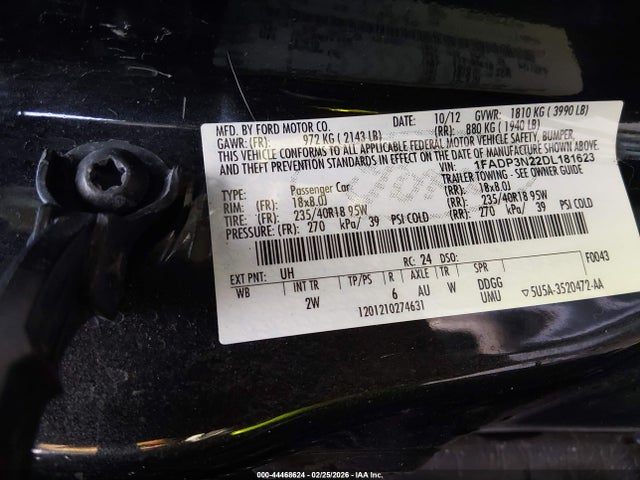 MFD. BY FORD MOTOR CO. DATE: 10/12 GVWR: 1810 KG ( 3990 LB)
GAWR: (FR): 972 KG ( 2143 LB) (RR): 880 KG ( 1940 LB)
THIS VEHICLE CONFORMS TO ALL APPLICABLE FEDERAL MOTOR VEHICLE SAFETY, BUMPER,
AND THEFT PREVENTION STANDARDS IN EFFECT ON THE DATE OF MANUFACTURE SHOWN ABOVE.
VIN: 1FADP3N22DL181623
TYPE: Passenger Car TRAILER TOWING - SEE OWNER GUIDE
RIM: (FR): 18x8.0J (RR): 18x8.0J
TIRE: (FR): 235/40R18 95W (RR): 235/40R18 95W
PRESSURE: (FR): 270 kPa/ 39 PSI COLD (RR): 270 kPa/ 39 PSI COLD
EXT PNT: UH RC: 24 DSO: F0043
WB INT TR TP/PS R AXLE TR SPR
2W 6 AU W DDGG
UMU
1201210274631 5U5A-3520472-AA
000-44468624 - 02/25/2026 - IAA Inc.